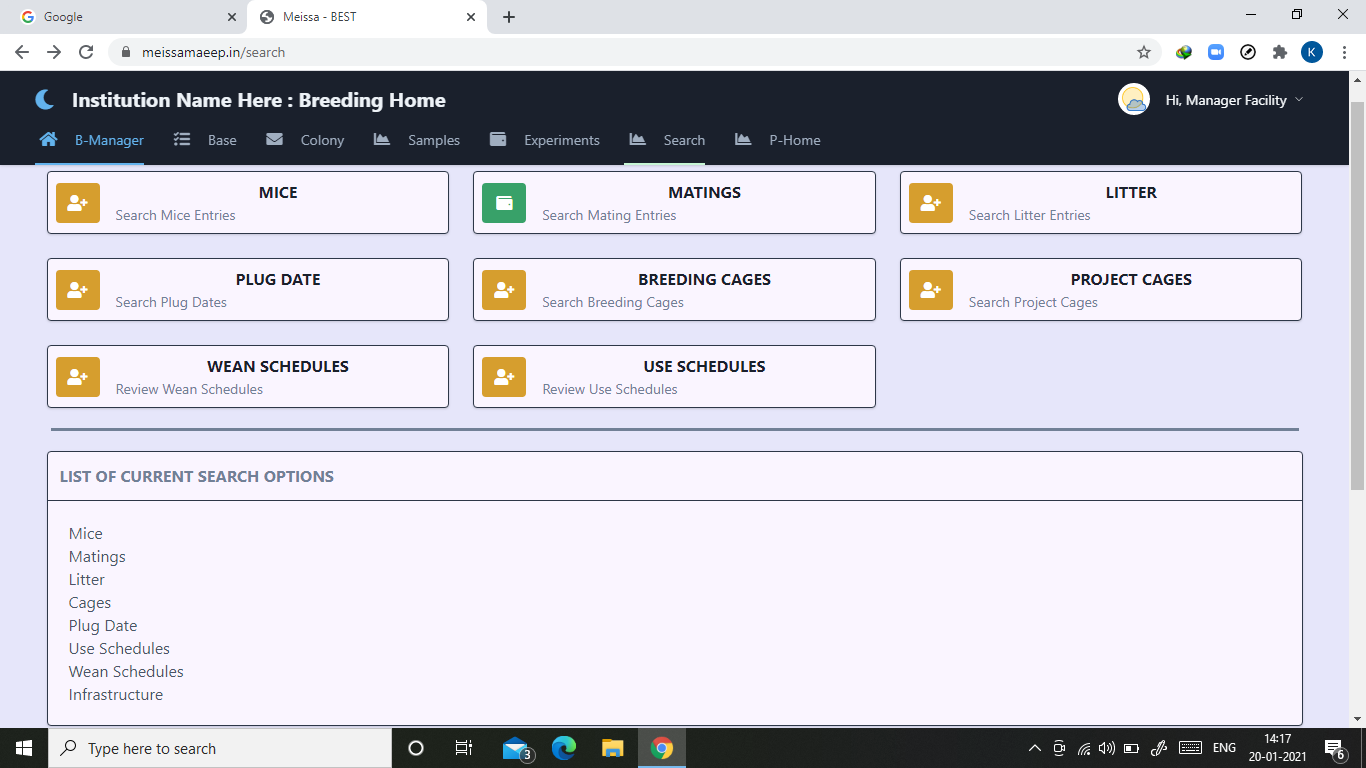 Google
Meissa - BEST
meissamaeep.in/search
K
Institution Name Here : Breeding Home
Hi, Manager Facility
B-Manager Base Colony Samples Experiments Search P-Home
MICE
Search Mice Entries
MATINGS
Search Mating Entries
LITTER
Search Litter Entries
PLUG DATE
Search Plug Dates
BREEDING CAGES
Search Breeding Cages
PROJECT CAGES
Search Project Cages
WEAN SCHEDULES
Review Wean Schedules
USE SCHEDULES
Review Use Schedules
LIST OF CURRENT SEARCH OPTIONS
Mice
Matings
Litter
Cages
Plug Date
Use Schedules
Wean Schedules
Infrastructure
Type here to search
3
ENG
14:17
20-01-2021
6